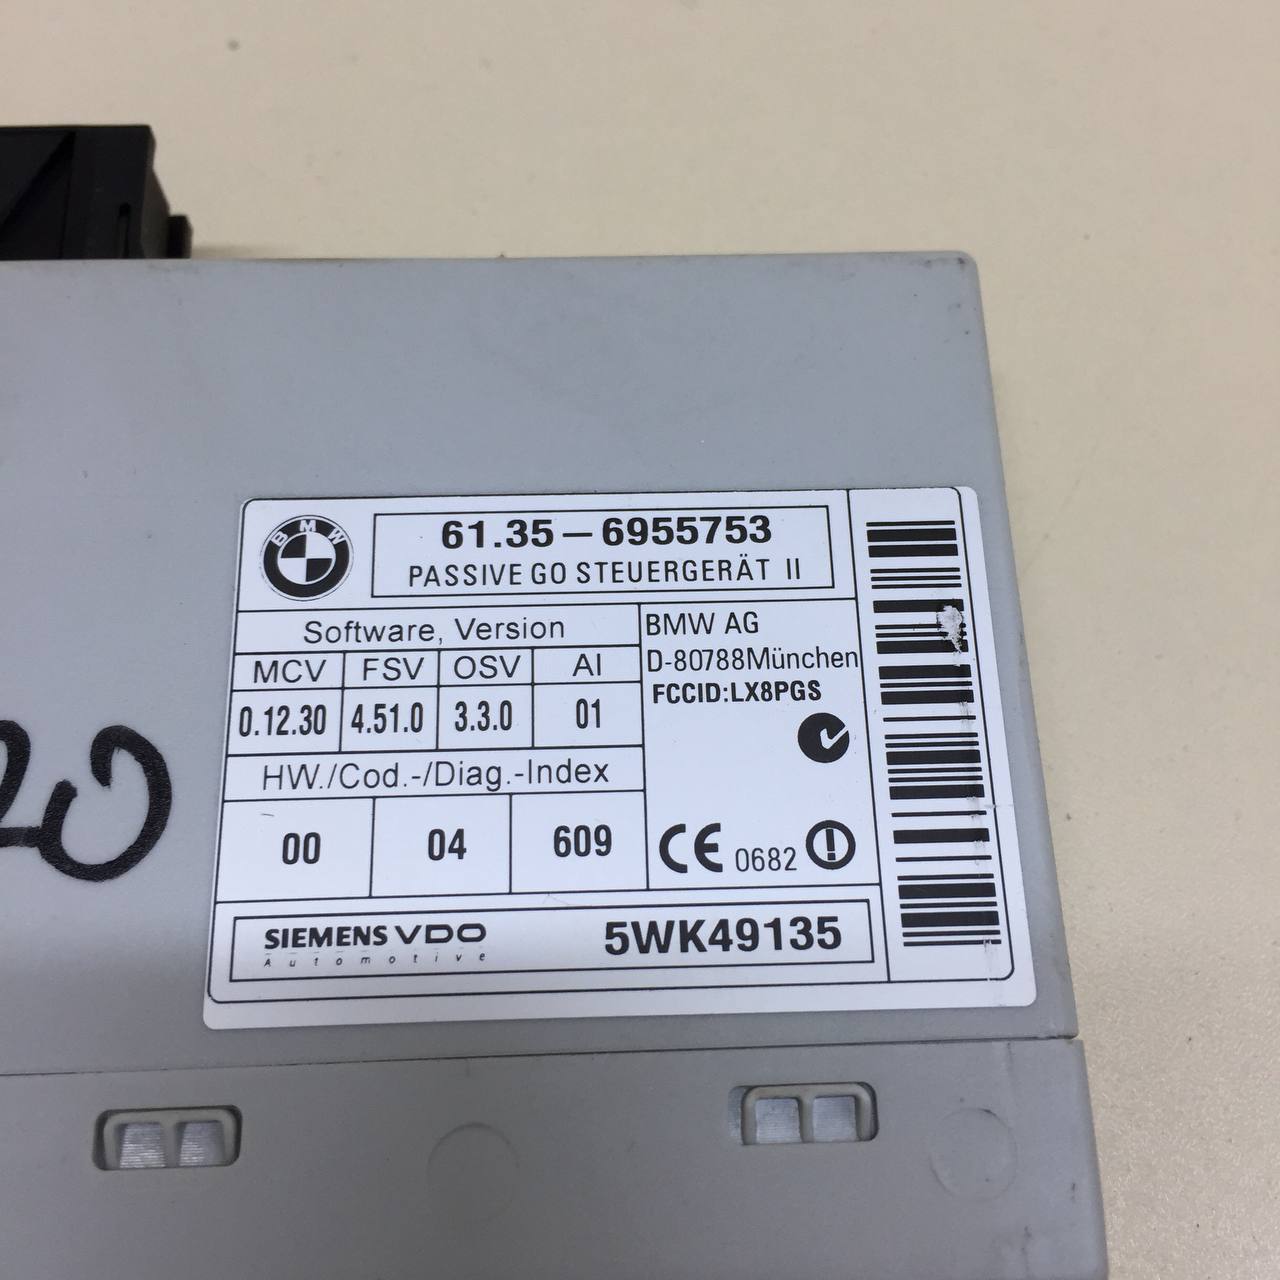 BMW
61.35-6955753
PASSIVE GO STEUERGERÄT II
Software, Version
MCV FSV OSV AI
0.12.30 4.51.0 3.3.0 01
HW./Cod.-/Diag.-Index
00 04 609
BMW AG
D-80788München
FCCID:LX8PGS
CE 0682
SIEMENS VDO
Automotive
5WK49135
20